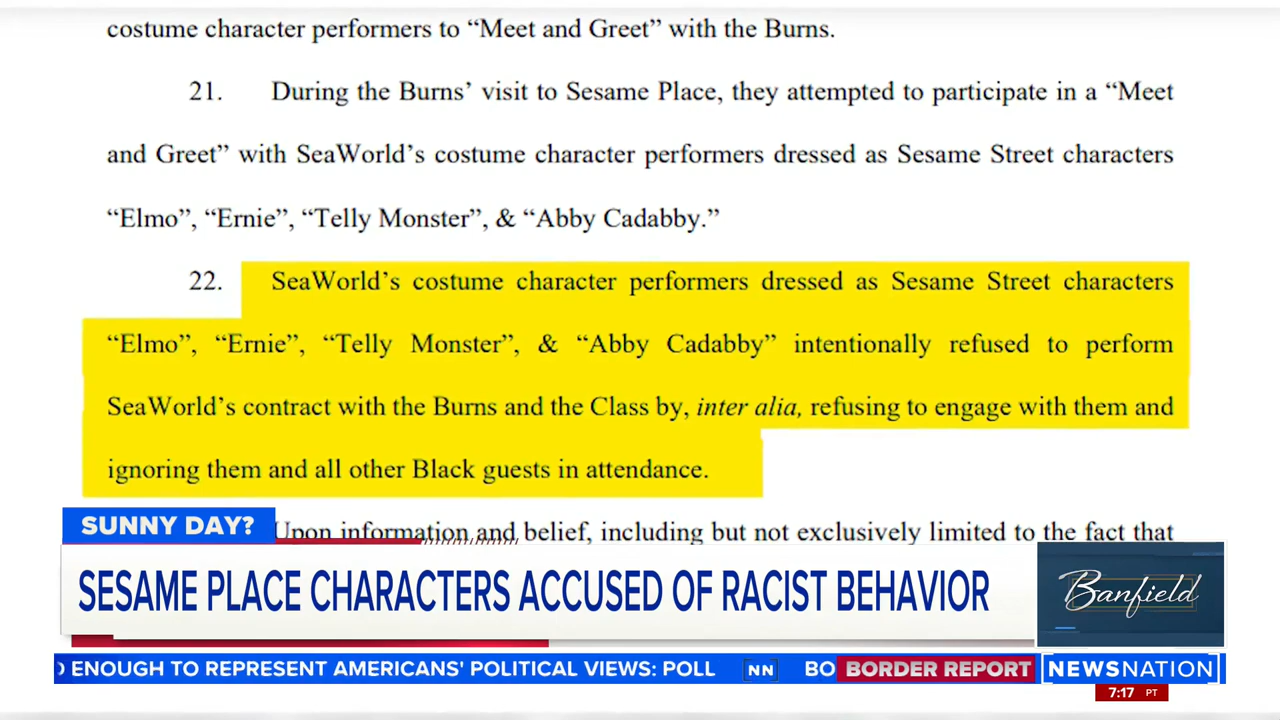 costume character performers to “Meet and Greet” with the Burns.
21. During the Burns’ visit to Sesame Place, they attempted to participate in a “Meet
and Greet” with SeaWorld’s costume character performers dressed as Sesame Street characters
“Elmo”, “Ernie”, “Telly Monster”, & “Abby Cadabby.”
22. SeaWorld’s costume character performers dressed as Sesame Street characters
“Elmo”, “Ernie”, “Telly Monster”, & “Abby Cadabby” intentionally refused to perform
SeaWorld’s contract with the Burns and the Class by, inter alia, refusing to engage with them and
ignoring them and all other Black guests in attendance.
Upon information and belief, including but not exclusively limited to the fact that
SUNNY DAY?
SESAME PLACE CHARACTERS ACCUSED OF RACIST BEHAVIOR
Banfield
ENOUGH TO REPRESENT AMERICANS' POLITICAL VIEWS: POLL NN BO
BORDER REPORT
NEWSNATION
7:17 PT